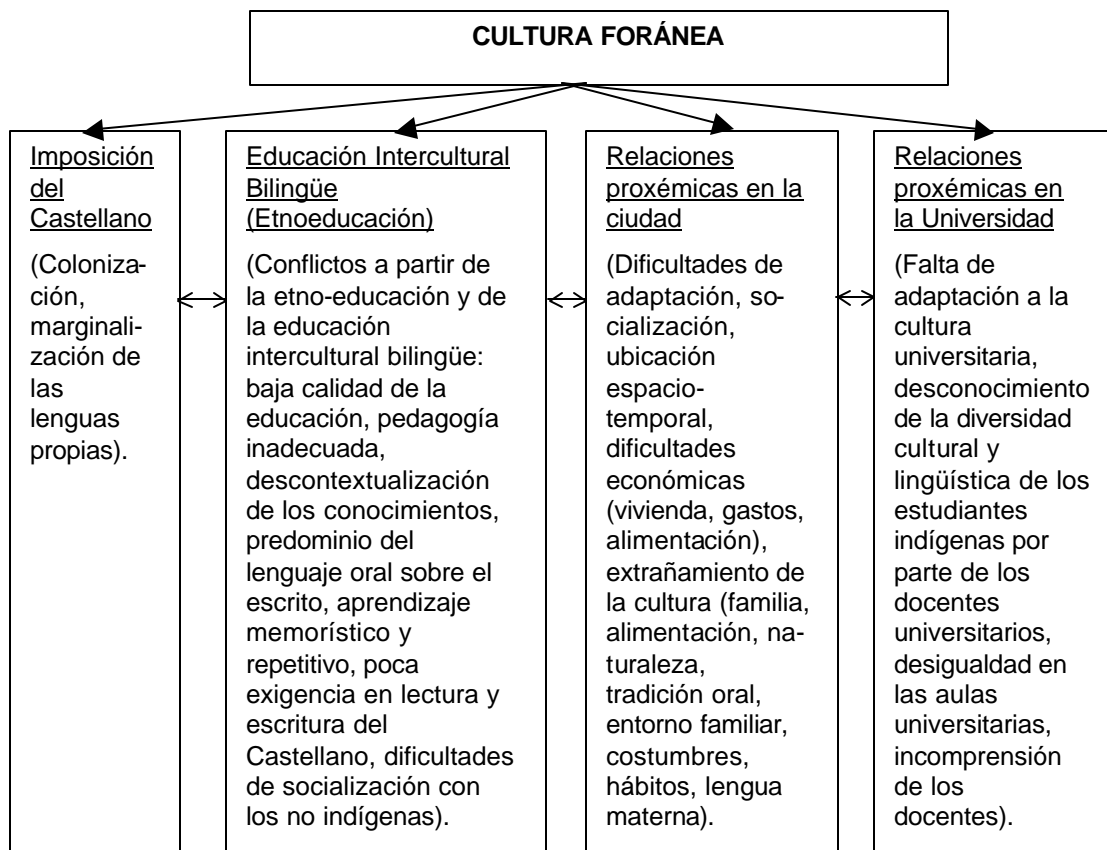 CULTURA FORÁNEA
Imposición
del
Castellano
(Coloniza-
ción,
marginali-
zación de
las
lenguas
propias).
Educación Intercultural
Bilingüe
(Etnoeducación)
(Conflictos a partir de
la etno-educación y de
la educación
intercultural bilingüe:
baja calidad de la
educación, pedagogía
inadecuada,
descontextualización
de los conocimientos,
predominio del
lenguaje oral sobre el
escrito, aprendizaje
memorístico y
repetitivo, poca
exigencia en lectura y
escritura del
Castellano, dificultades
de socialización con
los no indígenas).
Relaciones
proxémicas en la
ciudad
(Dificultades de
adaptación, so-
cialización,
ubicación
espacio-
temporal,
dificultades
económicas
(vivienda, gastos,
alimentación),
extrañamiento de
la cultura (familia,
alimentación, na-
turaleza,
tradición oral,
entorno familiar,
costumbres,
hábitos, lengua
materna).
Relaciones
proxémicas en
la Universidad
(Falta de
adaptación a la
cultura
universitaria,
desconocimiento
de la diversidad
cultural y
lingüística de los
estudiantes
indígenas por
parte de los
docentes
universitarios,
desigualdad en
las aulas
universitarias,
incomprensión
de los
docentes).